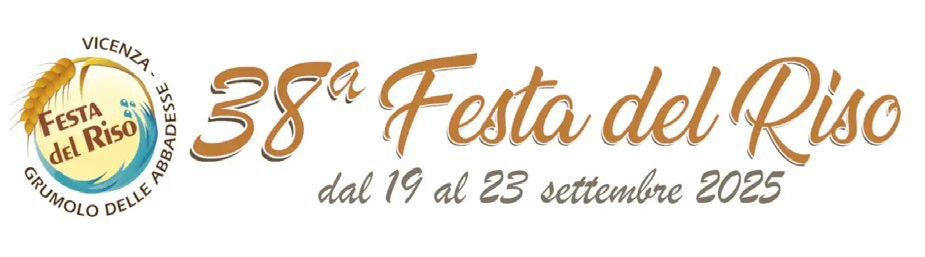 VICENZA - GRUMOLO DELLE ABBADESSE
FESTA
del RISO
38ª Festa del Riso
dal 19 al 23 settembre 2025